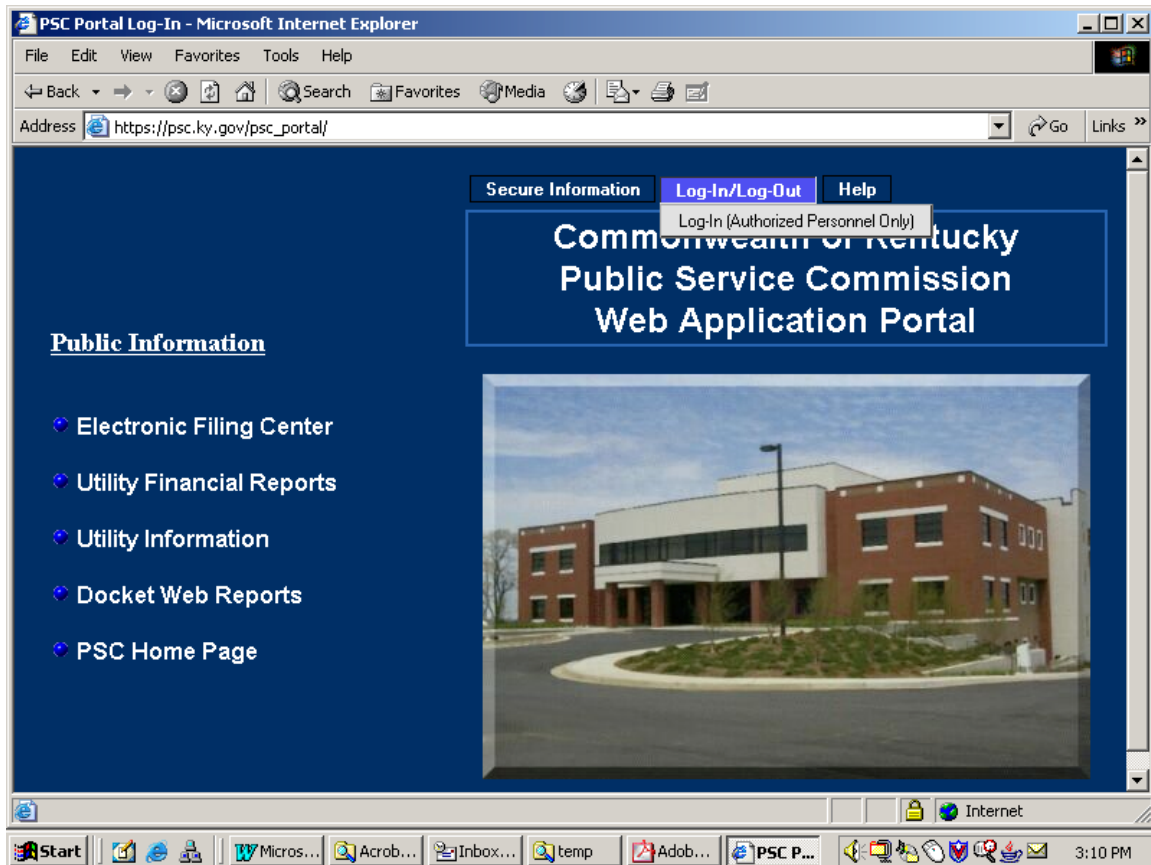 PSC Portal Log-In - Microsoft Internet Explorer
File Edit View Favorites Tools Help
Back Search Favorites Media
Address https://psc.ky.gov/psc_portal/ Go Links »
Secure Information Log-In/Log-Out Help
Log-In (Authorized Personnel Only)
Commonwealth of Kentucky
Public Service Commission
Web Application Portal
Public Information
Electronic Filing Center
Utility Financial Reports
Utility Information
Docket Web Reports
PSC Home Page
Internet
Start Micros... Acrob... Inbox... temp Adob... PSC P... 3:10 PM